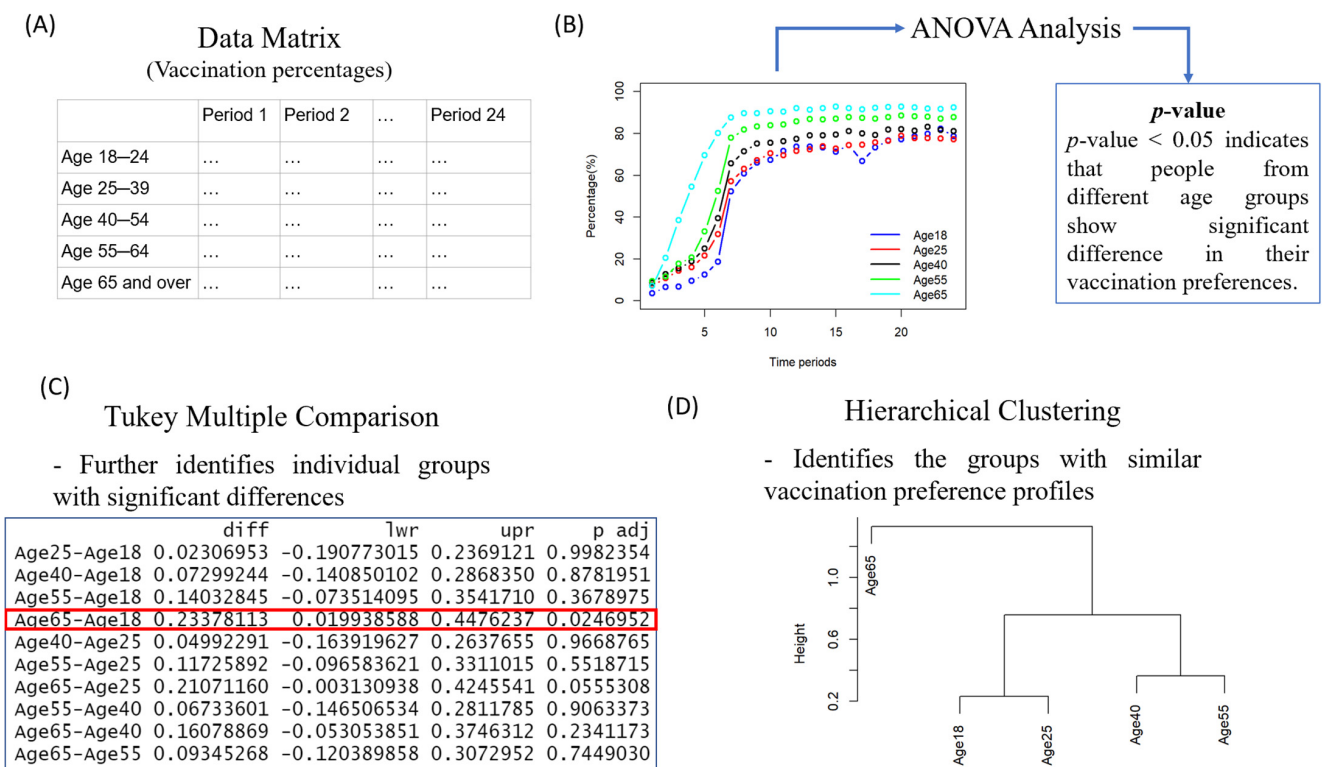 (A)
Data Matrix
(Vaccination percentages)
Period 1 Period 2 … Period 24
Age 18—24 … … … …
Age 25—39 … … … …
Age 40—54 … … … …
Age 55—64 … … … …
Age 65 and over … … … …
(B)
ANOVA Analysis
Percentage(%)
100
80
60
40
20
0
Age18
Age25
Age40
Age55
Age65
5 10 15 20
Time periods
p-value
p-value < 0.05 indicates
that people from
different age groups
show significant
difference in their
vaccination preferences.
(C)
Tukey Multiple Comparison
- Further identifies individual groups
with significant differences
diff lwr upr p adj
Age25-Age18 0.02306953 -0.190773015 0.2369121 0.9982354
Age40-Age18 0.07299244 -0.140850102 0.2868350 0.8781951
Age55-Age18 0.14032845 -0.073514095 0.3541710 0.3678975
Age65-Age18 0.23378113 0.019938588 0.4476237 0.0246952
Age40-Age25 0.04992291 -0.163919627 0.2637655 0.9668765
Age55-Age25 0.11725892 -0.096583621 0.3311015 0.5518715
Age65-Age25 0.21071160 -0.003130938 0.4245541 0.0555308
Age55-Age40 0.06733601 -0.146506534 0.2811785 0.9063373
Age65-Age40 0.16078869 -0.053053851 0.3746312 0.2341173
Age65-Age55 0.09345268 -0.120389858 0.3072952 0.7449030
(D)
Hierarchical Clustering
- Identifies the groups with similar
vaccination preference profiles
Height
1.0
0.6
0.2
Age65
Age18
Age25
Age40
Age55